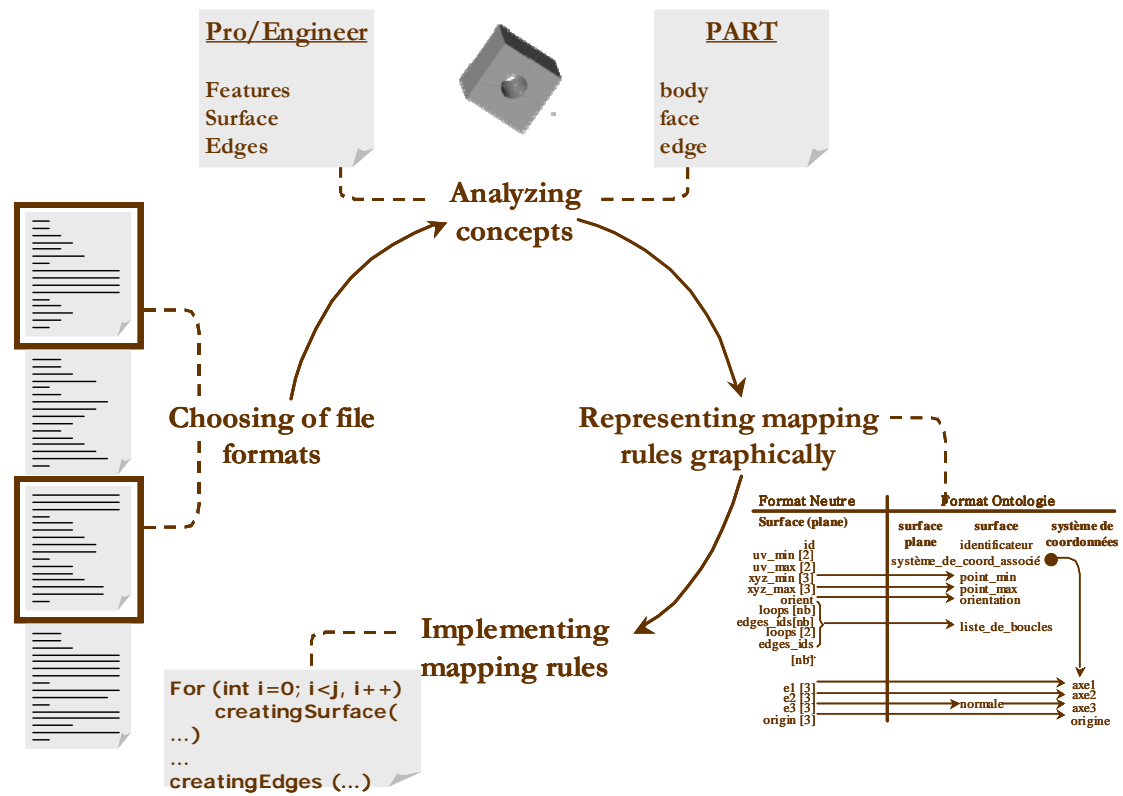 Pro/Engineer
Features
Surface
Edges
PART
body
face
edge
Analyzing
concepts
Choosing of file
formats
Representing mapping
rules graphically
Format Neutre
Format Ontologie
Surface (plane)
surface
plane
surface
système de
coordonnées
id
identificateur
uv_min [2]
système_de_coord_associé
uv_max [2]
xyz_min [3]
point_min
xyz_max [3]
point_max
orient
orientation
loops [nb]
edges_ids[nb]
liste_de_boucles
loops [2]
edges_ids
[nb]
e1 [3]
axe1
e2 [3]
axe2
e3 [3]
normale
axe3
origin [3]
origine
Implementing
mapping rules
For (int i=0; i<j, i++)
creatingSurface(
...)
...
creatingEdges (...)